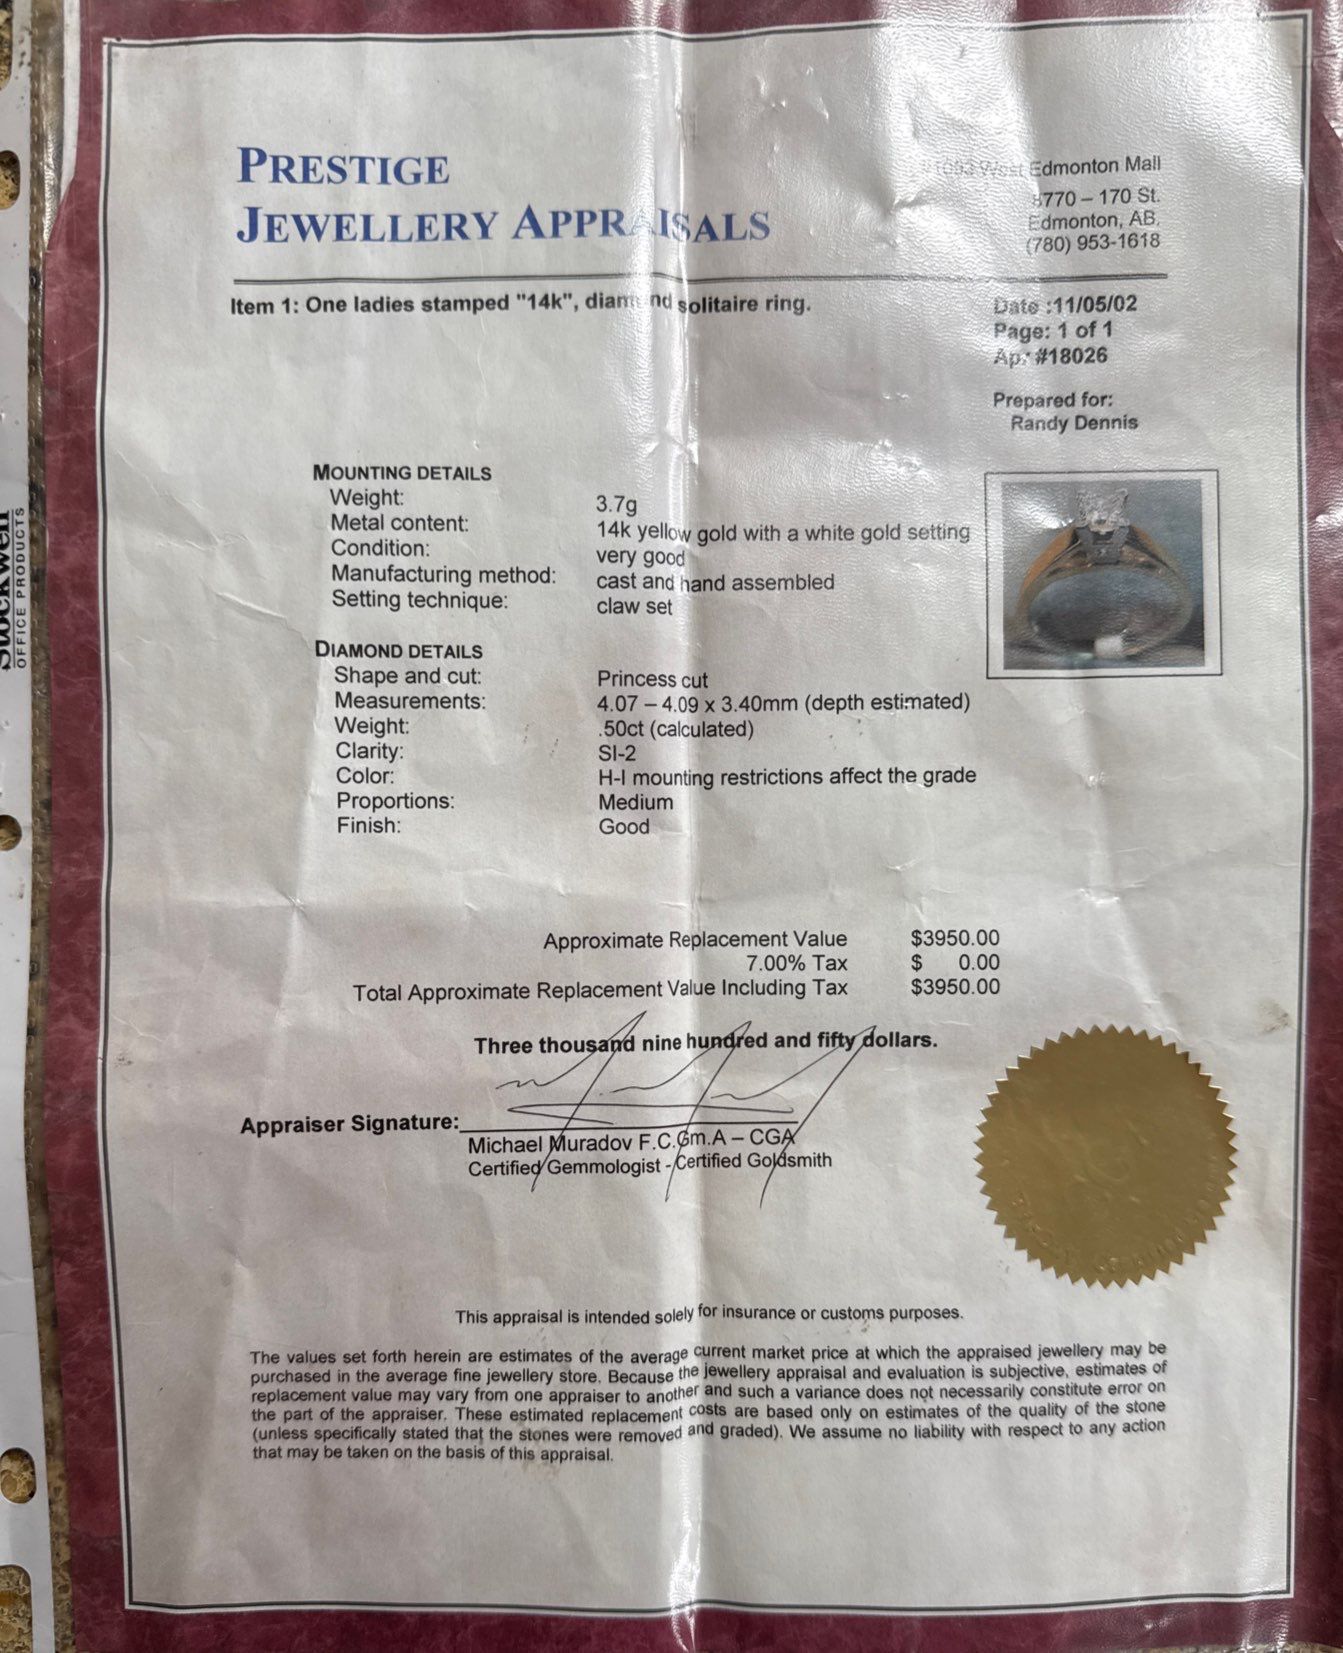 PRESTIGE
JEWELLERY APPRAISALS
West Edmonton Mall
8770 – 170 St.
Edmonton, AB,
(780) 953-1618
Item 1: One ladies stamped "14k", diamond solitaire ring.
Date :11/05/02
Page: 1 of 1
Apr #18026
Prepared for:
Randy Dennis
MOUNTING DETAILS
Weight: 3.7g
Metal content: 14k yellow gold with a white gold setting
Condition: very good
Manufacturing method: cast and hand assembled
Setting technique: claw set
DIAMOND DETAILS
Shape and cut: Princess cut
Measurements: 4.07 – 4.09 x 3.40mm (depth estimated)
Weight: .50ct (calculated)
Clarity: SI-2
Color: H-I mounting restrictions affect the grade
Proportions: Medium
Finish: Good
Approximate Replacement Value $3950.00
7.00% Tax $ 0.00
Total Approximate Replacement Value Including Tax $3950.00
Three thousand nine hundred and fifty dollars.
Appraiser Signature:
Michael Muradov F.C.Gm.A – CGA
Certified Gemmologist - Certified Goldsmith
This appraisal is intended solely for insurance or customs purposes.
The values set forth herein are estimates of the average current market price at which the appraised jewellery may be
purchased in the average fine jewellery store. Because the jewellery appraisal and evaluation is subjective, estimates of
replacement value may vary from one appraiser to another and such a variance does not necessarily constitute error on
the part of the appraiser. These estimated replacement costs are based only on estimates of the quality of the stone
(unless specifically stated that the stones were removed and graded). We assume no liability with respect to any action
that may be taken on the basis of this appraisal.
Stockwell
OFFICE PRODUCTS